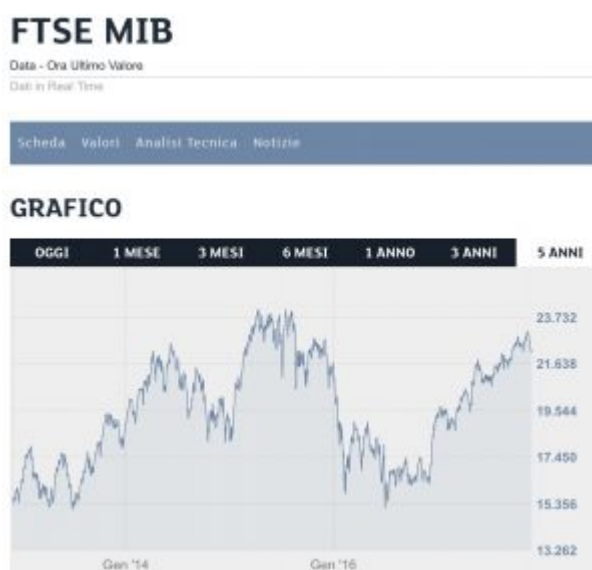 FTSE MIB
Data - Ora Ultimo Valore
Dati in Real Time
Scheda Valori Analisi Tecnica Notizie
GRAFICO
OGGI 1 MESE 3 MESI 6 MESI 1 ANNO 3 ANNI 5 ANNI
23.732
21.638
19.544
17.450
15.356
13.262
Gen '14 Gen '16